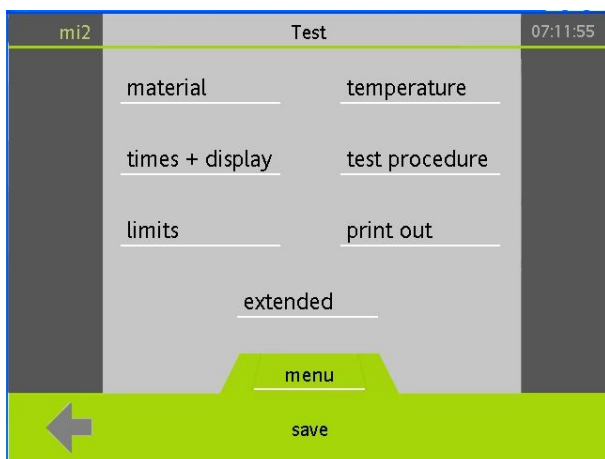 mi2 Test 07:11:55
material temperature
times + display test procedure
limits print out
extended
menu
save